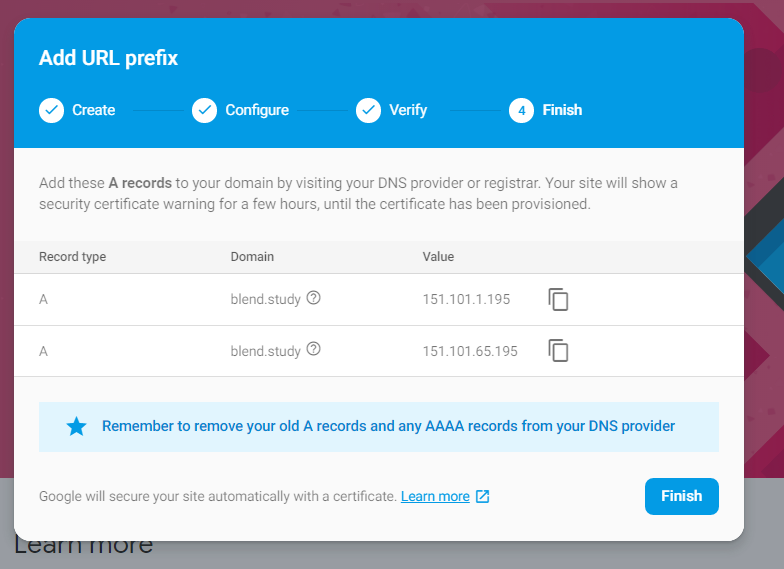 Add URL prefix
Create
Configure
Verify
4 Finish
Add these A records to your domain by visiting your DNS provider or registrar. Your site will show a
security certificate warning for a few hours, until the certificate has been provisioned.
Record type Domain Value
A blend.study ? 151.101.1.195
A blend.study ? 151.101.65.195
Remember to remove your old A records and any AAAA records from your DNS provider
Google will secure your site automatically with a certificate. Learn more
Finish
Learn more